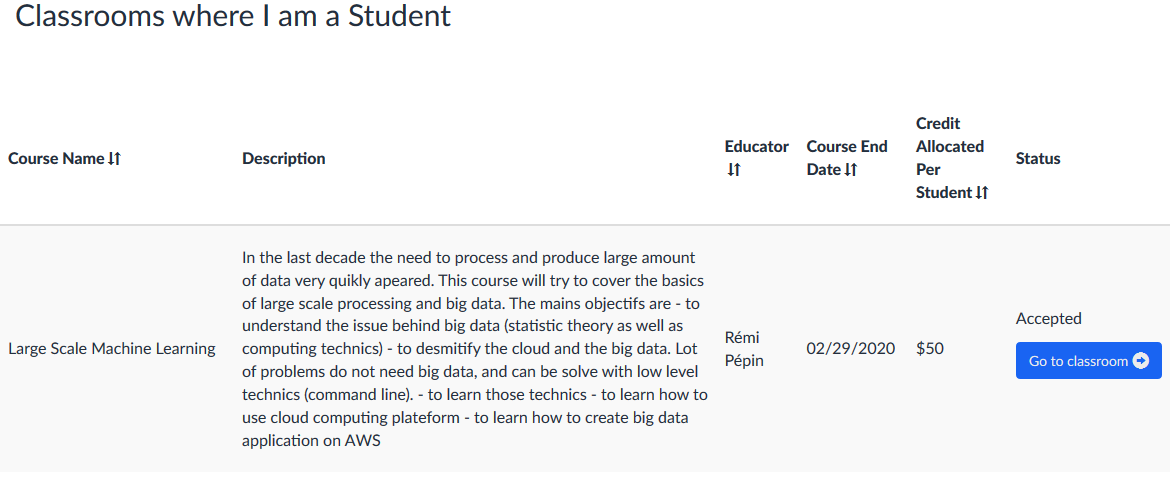 Classrooms where I am a Student
Course Name
Description
Educator
Course End
Date
Credit
Allocated
Per
Student
Status
Large Scale Machine Learning
In the last decade the need to process and produce large amount
of data very quikly apeared. This course will try to cover the basics
of large scale processing and big data. The mains objectifs are - to
understand the issue behind big data (statistic theory as well as
computing technics) - to desmitify the cloud and the big data. Lot
of problems do not need big data, and can be solve with low level
technics (command line). - to learn those technics - to learn how to
use cloud computing plateform - to learn how to create big data
application on AWS
Rémi
Pépin
02/29/2020
$50
Accepted
Go to classroom